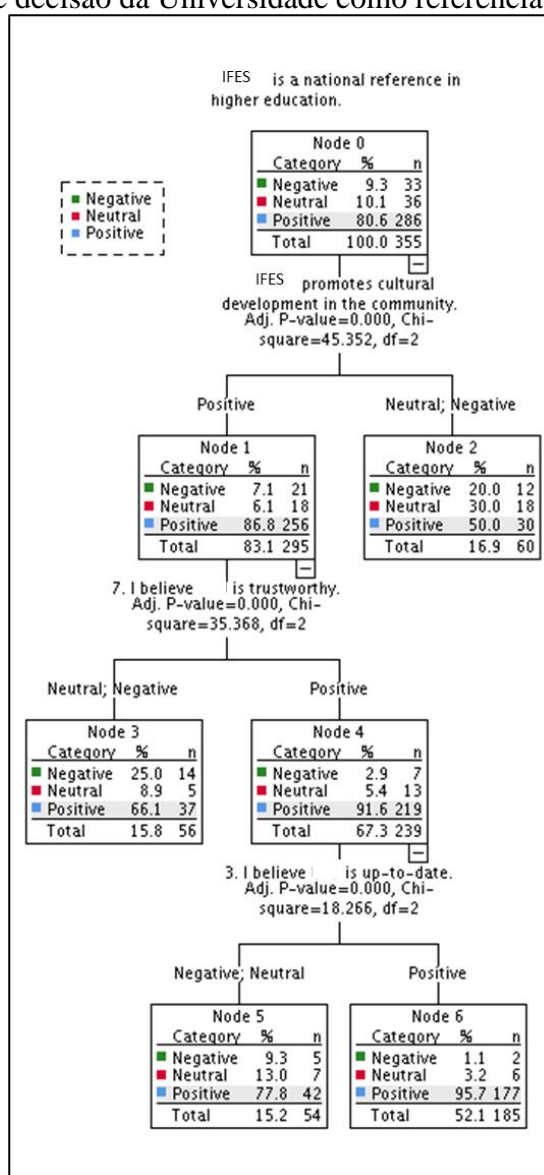 e decisão da Universidade como referência
IFES is a national reference in
higher education.
Node 0
Category % n
Negative 9.3 33
Neutral 10.1 36
Positive 80.6 286
Total 100.0 355
Negative
Neutral
Positive
IFES promotes cultural
development in the community.
Adj. P-value=0.000, Chi-
square=45.352, df=2
Positive
Neutral; Negative
Node 1
Category % n
Negative 7.1 21
Neutral 6.1 18
Positive 86.8 256
Total 83.1 295
Node 2
Category % n
Negative 20.0 12
Neutral 30.0 18
Positive 50.0 30
Total 16.9 60
7. I believe is trustworthy.
Adj. P-value=0.000, Chi-
square=35.368, df=2
Neutral; Negative
Positive
Node 3
Category % n
Negative 25.0 14
Neutral 8.9 5
Positive 66.1 37
Total 15.8 56
Node 4
Category % n
Negative 2.9 7
Neutral 5.4 13
Positive 91.6 219
Total 67.3 239
3. I believe is up-to-date.
Adj. P-value=0.000, Chi-
square=18.266, df=2
Negative; Neutral
Positive
Node 5
Category % n
Negative 9.3 5
Neutral 13.0 7
Positive 77.8 42
Total 15.2 54
Node 6
Category % n
Negative 1.1 2
Neutral 3.2 6
Positive 95.7 177
Total 52.1 185